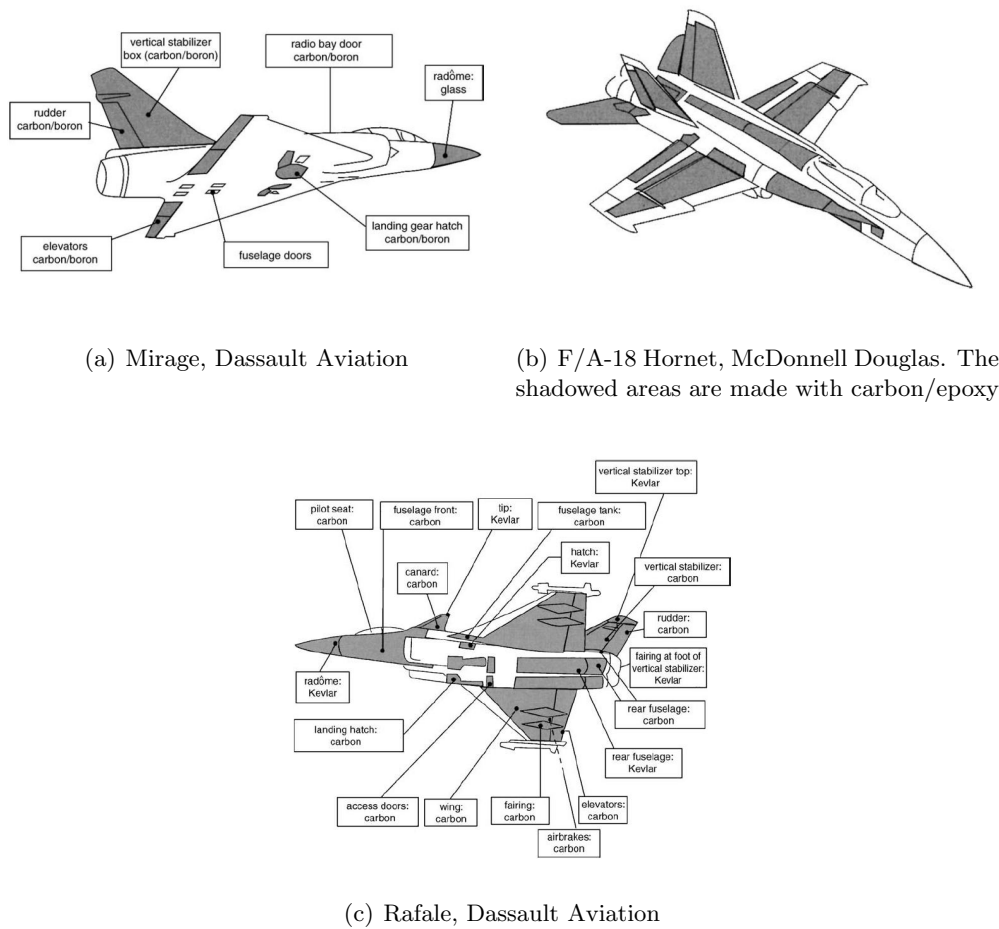 vertical stabilizer
box (carbon/boron)
radio bay door
carbon/boron
radôme:
glass
rudder
carbon/boron
elevators
carbon/boron
fuselage doors
landing gear hatch
carbon/boron
(a) Mirage, Dassault Aviation
(b) F/A-18 Hornet, McDonnell Douglas. The
shadowed areas are made with carbon/epoxy
vertical stabilizer top:
Kevlar
pilot seat:
carbon
fuselage front:
carbon
tip:
Kevlar
fuselage tank:
carbon
hatch:
Kevlar
vertical stabilizer:
carbon
canard:
carbon
rudder:
carbon
fairing at foot of
vertical stabilizer:
Kevlar
radôme:
Kevlar
rear fuselage:
carbon
landing hatch:
carbon
rear fuselage:
Kevlar
access doors:
carbon
wing:
carbon
fairing:
carbon
elevators:
carbon
airbrakes:
carbon
(c) Rafale, Dassault Aviation